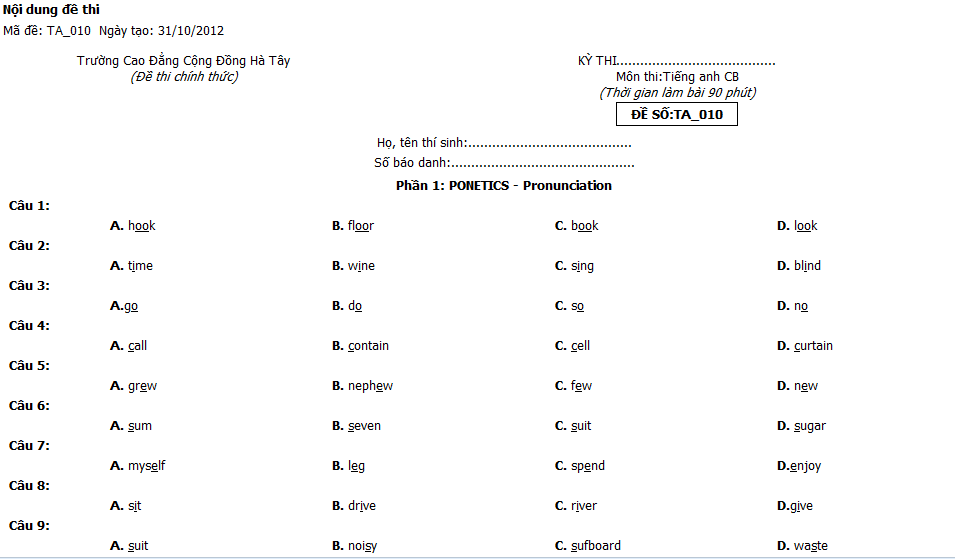 Nội dung đề thi
Mã đề: TA_010 Ngày tạo: 31/10/2012
Trường Cao Đẳng Cộng Đồng Hà Tây KỲ THI......................................
(Đề thi chính thức) Môn thi:Tiếng anh CB
(Thời gian làm bài 90 phút)
ĐỀ SỐ:TA_010
Họ, tên thí sinh:.......................................
Số báo danh:............................................
Phần 1: PONETICS - Pronunciation
Câu 1:
A. hook B. floor C. book D. look
Câu 2:
A. time B. wine C. sing D. blind
Câu 3:
A.go B. do C. so D. no
Câu 4:
A. call B. contain C. cell D. curtain
Câu 5:
A. grew B. nephew C. few D. new
Câu 6:
A. sum B. seven C. suit D. sugar
Câu 7:
A. myself B. leg C. spend D.enjoy
Câu 8:
A. sit B. drive C. river D.give
Câu 9:
A. suit B. noisy C. sufboard D. waste